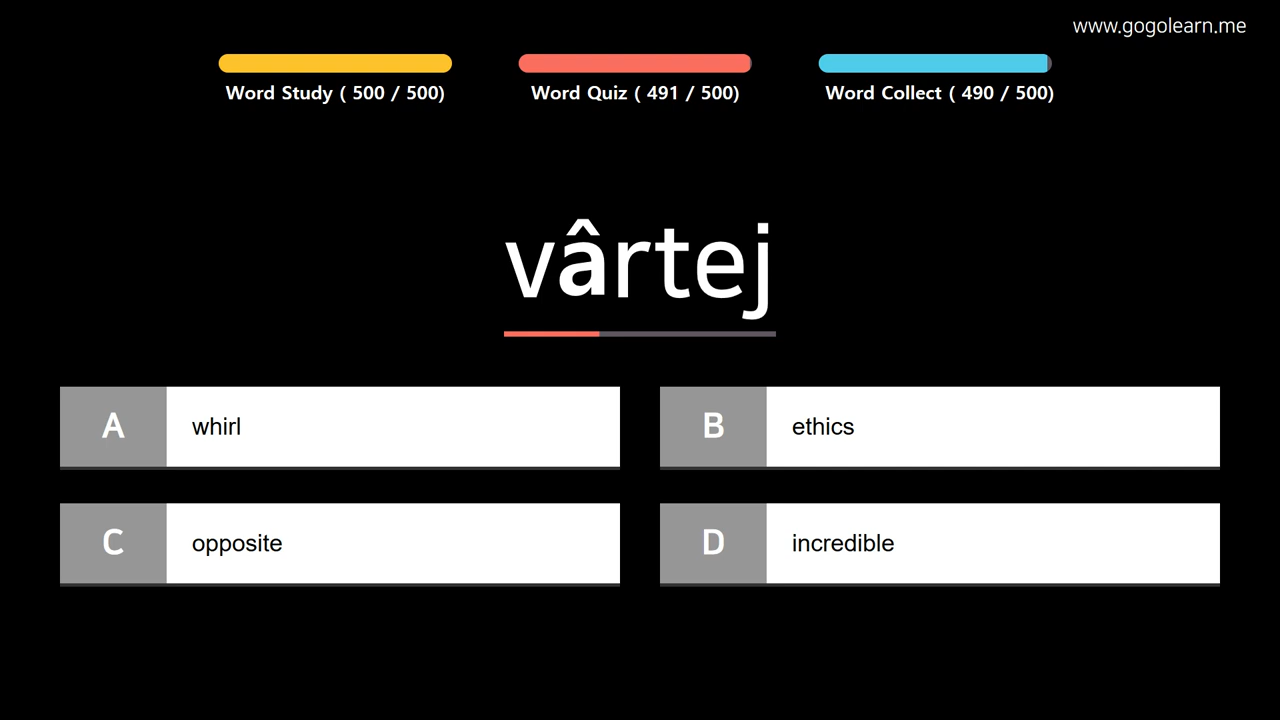 www.gogolearn.me
Word Study ( 500 / 500)
Word Quiz ( 491 / 500)
Word Collect ( 490 / 500)
vârtej
A whirl
B ethics
C opposite
D incredible